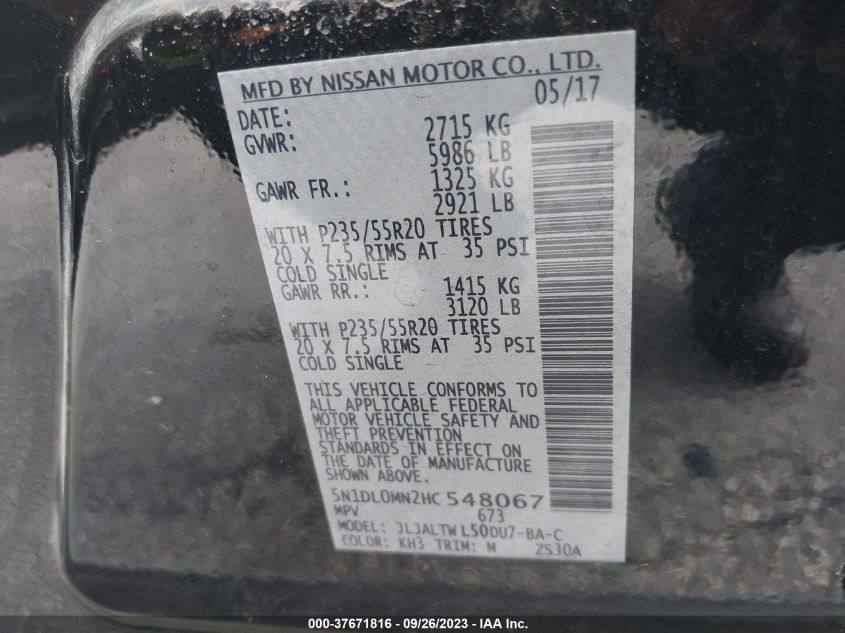 MFD BY NISSAN MOTOR CO., LTD.
DATE: 05/17
GVWR: 2715 KG
5986 LB
GAWR FR.: 1325 KG
2921 LB
WITH P235/55R20 TIRES
20 X 7.5 RIMS AT 35 PSI
COLD SINGLE
GAWR RR.: 1415 KG
3120 LB
WITH P235/55R20 TIRES
20 X 7.5 RIMS AT 35 PSI
COLD SINGLE
THIS VEHICLE CONFORMS TO
ALL APPLICABLE FEDERAL
MOTOR VEHICLE SAFETY AND
THEFT PREVENTION
STANDARDS IN EFFECT ON
THE DATE OF MANUFACTURE
SHOWN ABOVE.
5N1DL0MN2HC548067
MPV 673
MODEL: JLJALTW L50DU7-BA-C
COLOR: KH3 TRIM: M 2S30A
000-37671816 - 09/26/2023 - IAA Inc.